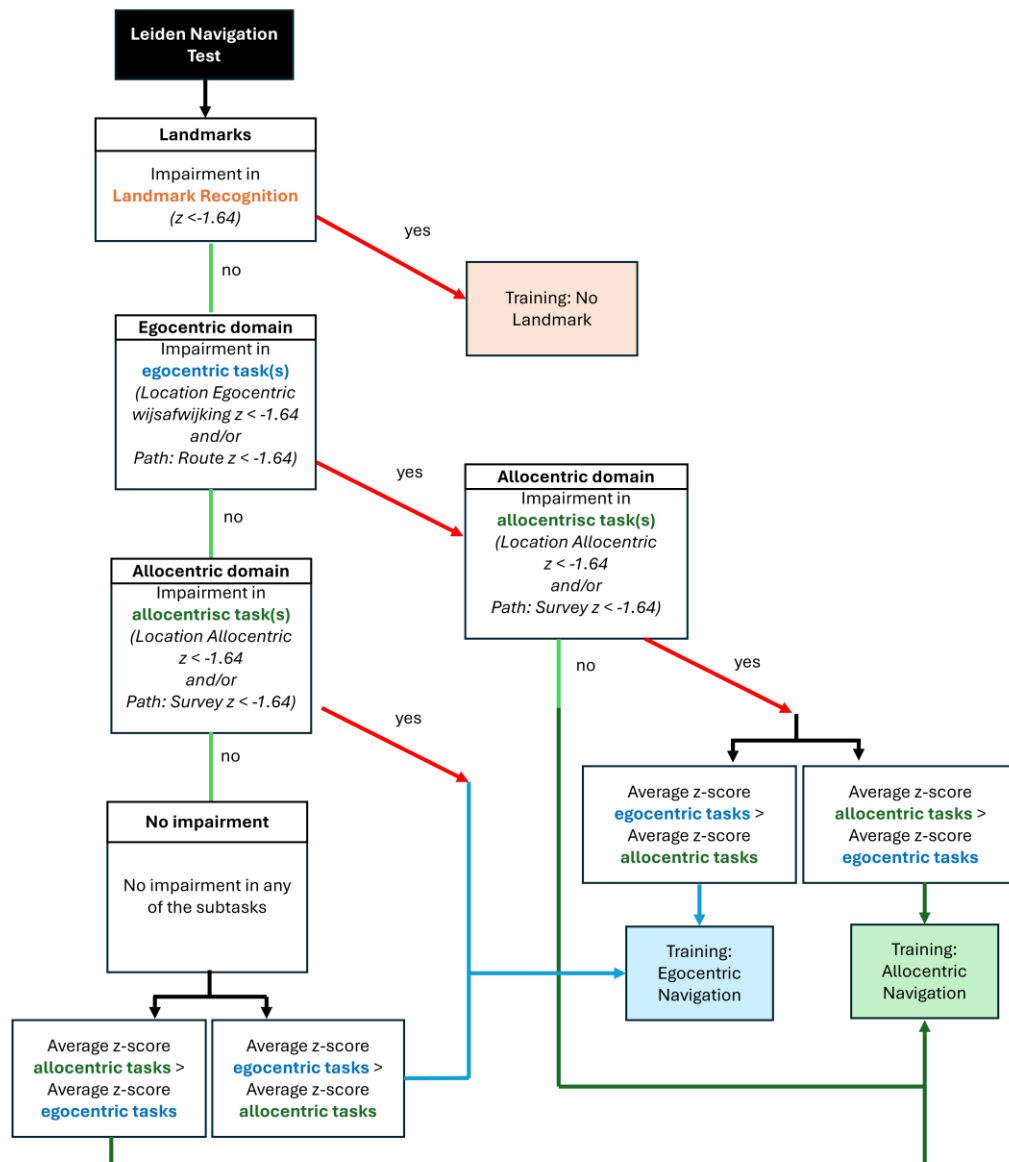 Leiden Navigation
Test
Landmarks
Impairment in
Landmark Recognition
(z <-1.64)
yes
no
Training: No
Landmark
Egocentric domain
Impairment in
egocentric task(s)
(Location Egocentric
wijsafwijking z < -1.64
and/or
Path: Route z < -1.64)
yes
no
Allocentric domain
Impairment in
allocentrisc task(s)
(Location Allocentric
z < -1.64
and/or
Path: Survey z < -1.64)
no
yes
Allocentric domain
Impairment in
allocentrisc task(s)
(Location Allocentric
z < -1.64
and/or
Path: Survey z < -1.64)
yes
no
Average z-score
egocentric tasks >
Average z-score
allocentric tasks
Average z-score
allocentric tasks >
Average z-score
egocentric tasks
No impairment
No impairment in any
of the subtasks
Training:
Egocentric
Navigation
Training:
Allocentric
Navigation
Average z-score
allocentric tasks >
Average z-score
egocentric tasks
Average z-score
egocentric tasks >
Average z-score
allocentric tasks